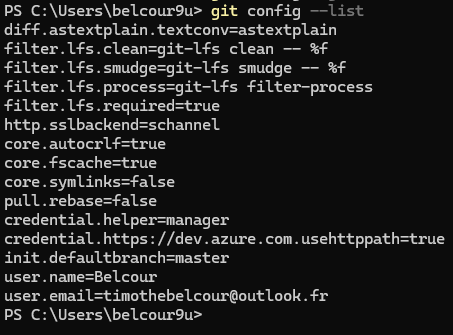 PS C:\Users\belcour9u> git config --list
diff.astextplain.textconv=astextplain
filter.lfs.clean=git-lfs clean -- %f
filter.lfs.smudge=git-lfs smudge -- %f
filter.lfs.process=git-lfs filter-process
filter.lfs.required=true
http.sslbackend=schannel
core.autocrlf=true
core.fscache=true
core.symlinks=false
pull.rebase=false
credential.helper=manager
credential.https://dev.azure.com.usehttppath=true
init.defaultbranch=master
user.name=Belcour
user.email=timothebelcour@outlook.fr
PS C:\Users\belcour9u>